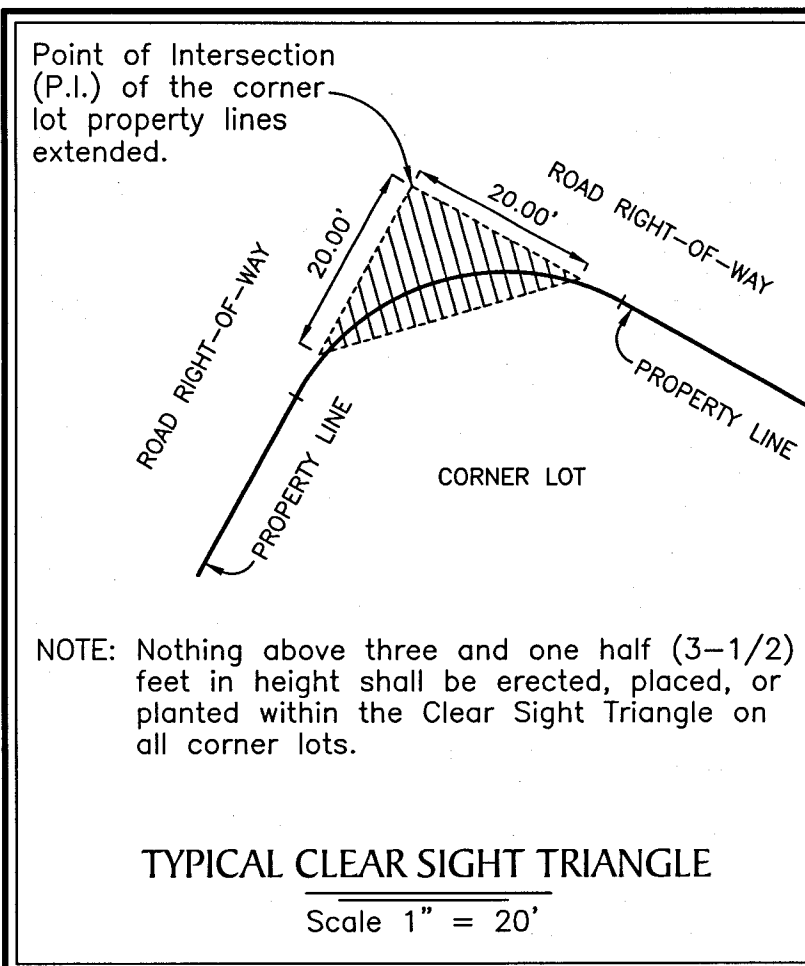 Point of Intersection
(P.I.) of the corner
lot property lines
extended.
20.00'
20.00'
ROAD RIGHT-OF-WAY
ROAD RIGHT-OF-WAY
PROPERTY LINE
PROPERTY LINE
CORNER LOT
NOTE: Nothing above three and one half (3-1/2)
feet in height shall be erected, placed, or
planted within the Clear Sight Triangle on
all corner lots.
TYPICAL CLEAR SIGHT TRIANGLE
Scale 1" = 20'